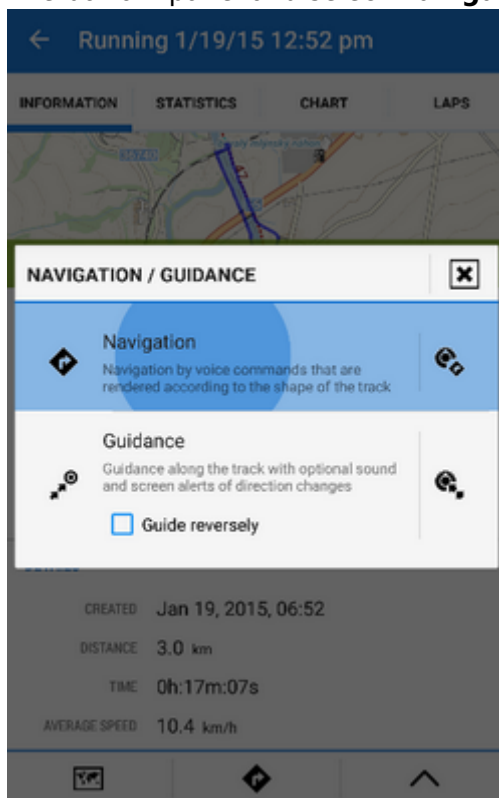 Running 1/19/15 12:52 pm
INFORMATION STATISTICS CHART LAPS
36740
NAVIGATION / GUIDANCE
Navigation
Navigation by voice commands that are
rendered according to the shape of the track
Guidance
Guidance along the track with optional sound
and screen alerts of direction changes
Guide reversely
CREATED Jan 19, 2015, 06:52
DISTANCE 3.0 km
TIME 0h:17m:07s
AVERAGE SPEED 10.4 km/h